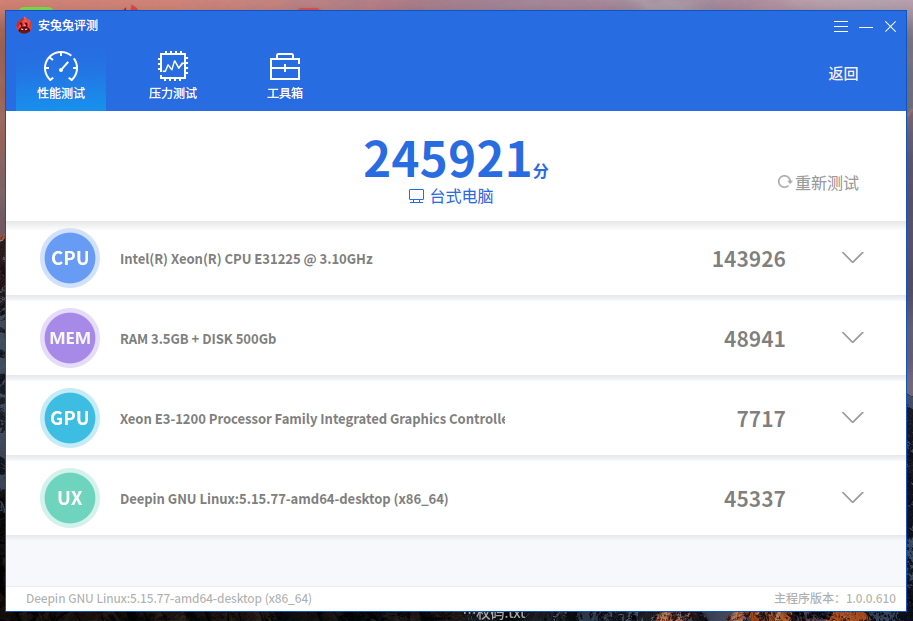 安兔兔评测
性能测试
压力测试
工具箱
返回
245921分
台式电脑
重新测试
CPU
Intel(R) Xeon(R) CPU E31225 @ 3.10GHz
143926
MEM
RAM 3.5GB + DISK 500Gb
48941
GPU
Xeon E3-1200 Processor Family Integrated Graphics Controlle
7717
UX
Deepin GNU Linux:5.15.77-amd64-desktop (x86_64)
45337
Deepin GNU Linux:5.15.77-amd64-desktop (x86_64)
主程序版本：1.0.0.610